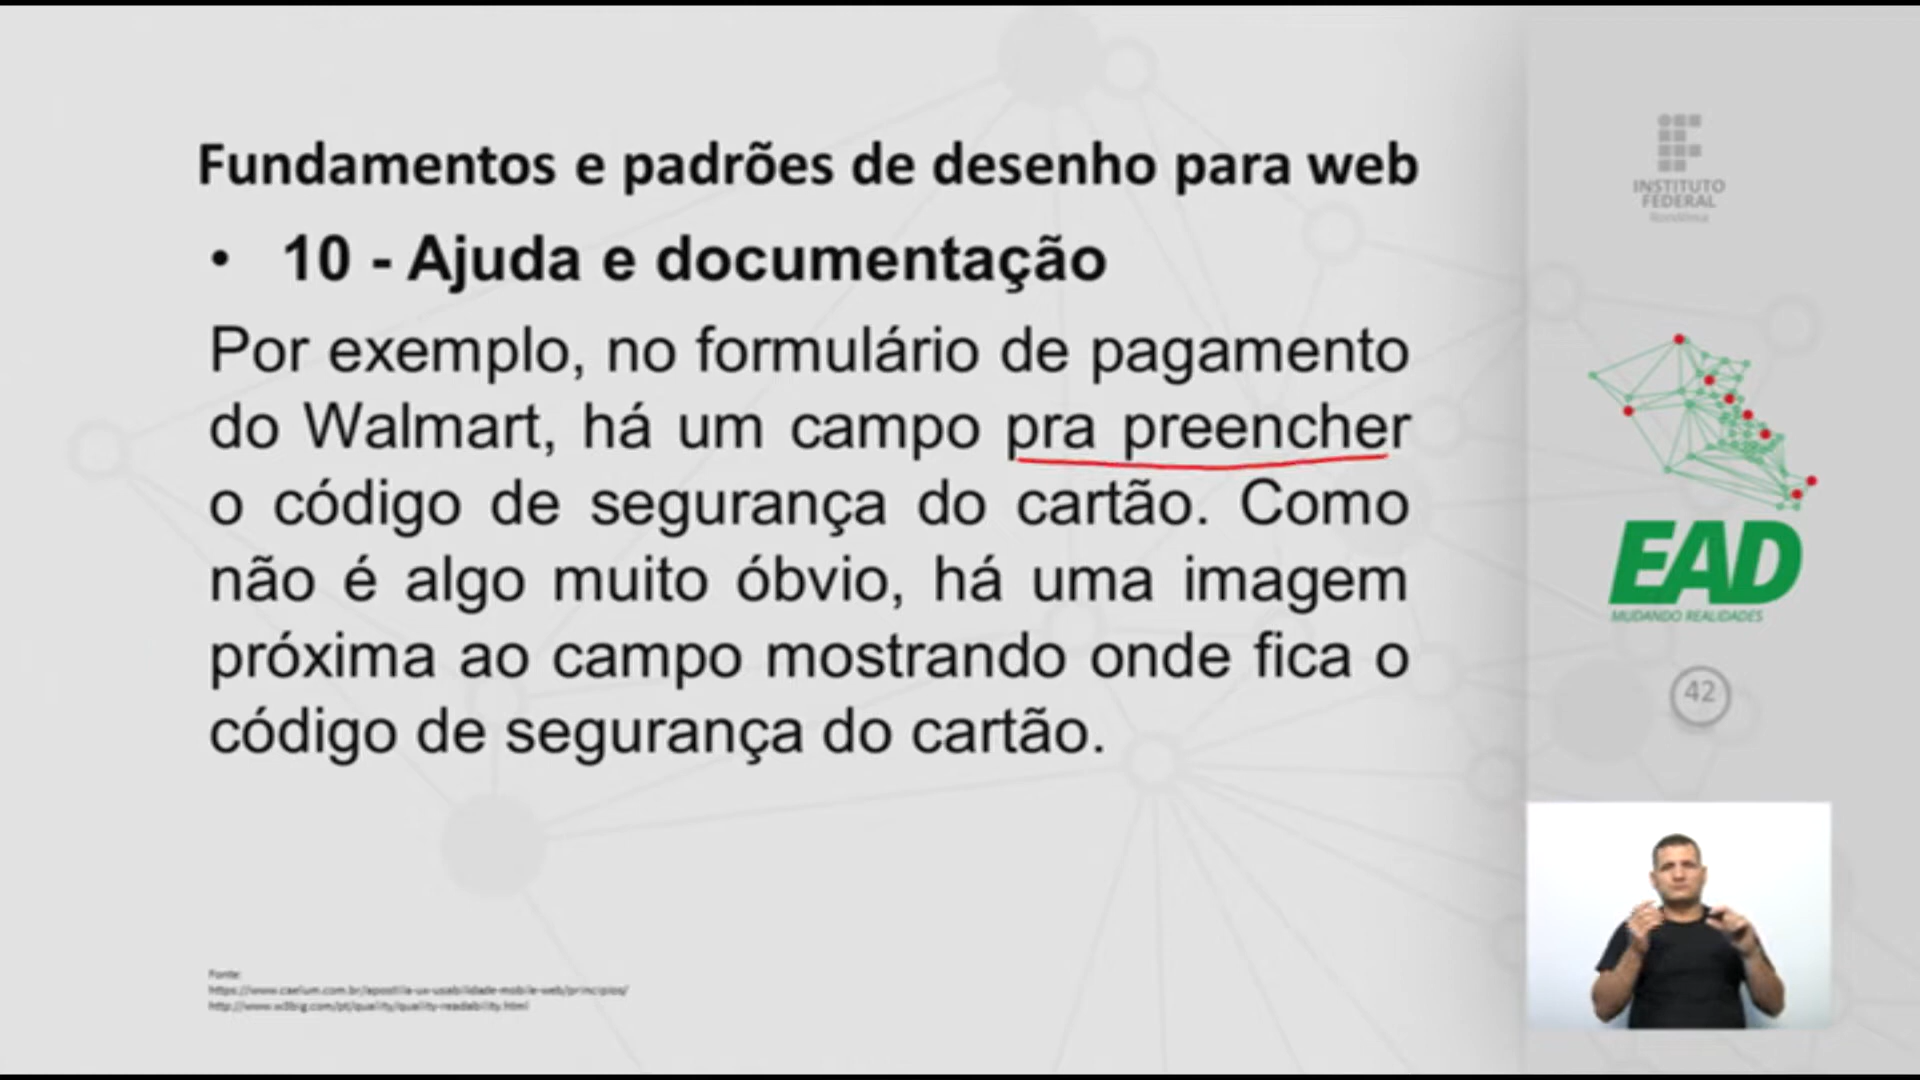 Fundamentos e padrões de desenho para web
• 10 - Ajuda e documentação
Por exemplo, no formulário de pagamento
do Walmart, há um campo pra preencher
o código de segurança do cartão. Como
não é algo muito óbvio, há uma imagem
próxima ao campo mostrando onde fica o
código de segurança do cartão.
Fonte:
https://www.caelum.com.br/apostila-ux-usabilidade-mobile-web/principios/
http://www.w3big.com/pt/quality/quality-readability.html
INSTITUTO
FEDERAL
Rondônia
EAD
MUDANDO REALIDADES
42